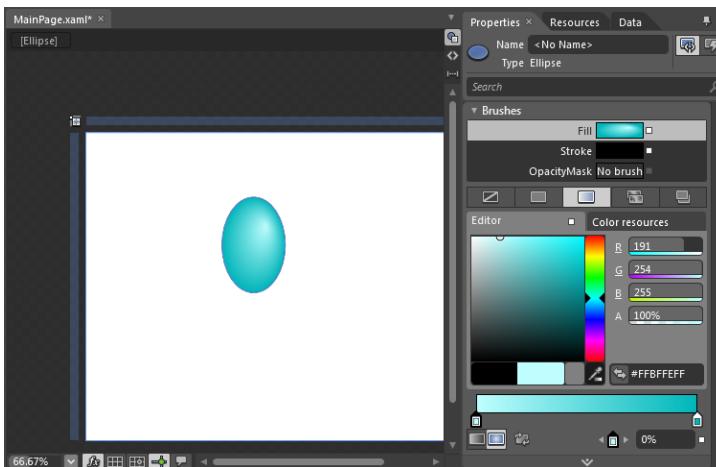 MainPage.xaml* ×
[Ellipse]
66.67%
fx
Properties ×
Resources
Data
Name
<No Name>
Type Ellipse
Search
Brushes
Fill
Stroke
OpacityMask
No brush
Editor
Color resources
R 191
G 254
B 255
A 100%
#FFBFFEFF
0%